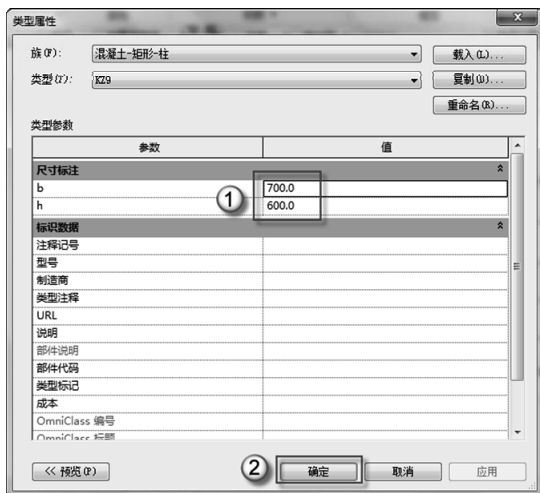 类型属性
族(F): 混凝土-矩形-柱 载入(L)...
类型(T): KZ9 复制(D)...
重命名(R)...
类型参数
参数 值
尺寸标注
b 700.0
h 600.0
①
标识数据
注释记号
型号
制造商
类型注释
URL
说明
部件说明
部件代码
类型标记
成本
OmniClass 编号
OmniClass 标题
<< 预览(P) ② 确定 取消 应用